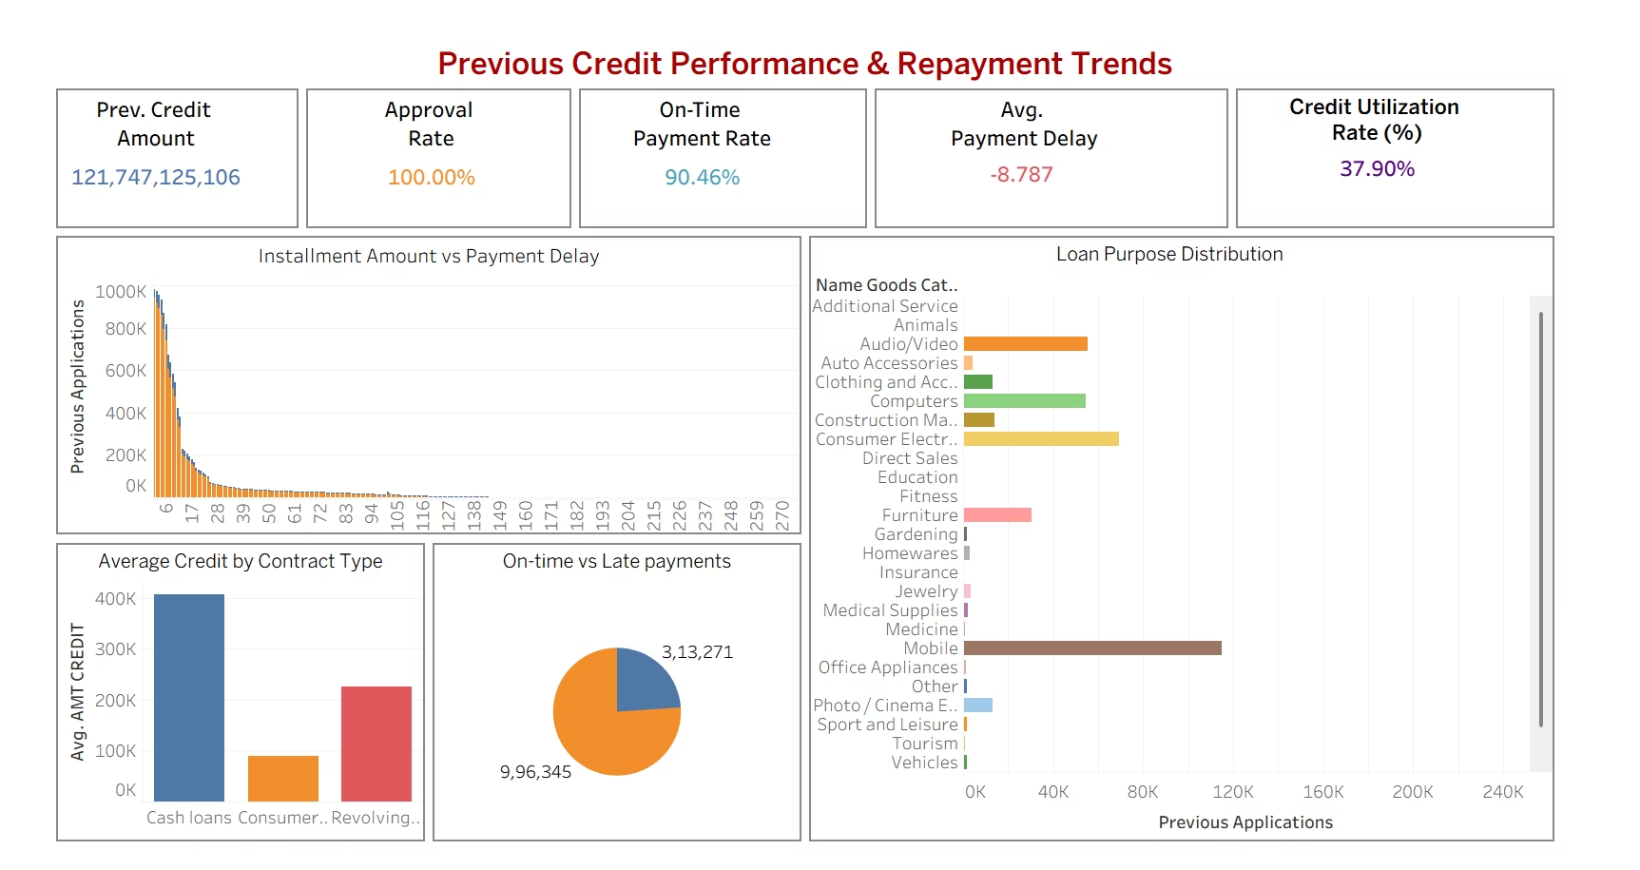 Previous Credit Performance & Repayment Trends
Prev. Credit
Amount
121,747,125,106
Approval
Rate
100.00%
On-Time
Payment Rate
90.46%
Avg.
Payment Delay
-8.787
Credit Utilization
Rate (%)
37.90%
Installment Amount vs Payment Delay
Previous Applications
1000K
800K
600K
400K
200K
0K
6 17 28 39 50 61 72 83 94 105 116 127 138 149 160 171 182 193 204 215 226 237 248 259 270
Average Credit by Contract Type
Avg. AMT CREDIT
400K
300K
200K
100K
0K
Cash loans Consumer.. Revolving..
On-time vs Late payments
3,13,271
9,96,345
Loan Purpose Distribution
Name Goods Cat..
Additional Service
Animals
Audio/Video
Auto Accessories
Clothing and Acc..
Computers
Construction Ma..
Consumer Electr..
Direct Sales
Education
Fitness
Furniture
Gardening
Homewares
Insurance
Jewelry
Medical Supplies
Medicine
Mobile
Office Appliances
Other
Photo / Cinema E..
Sport and Leisure
Tourism
Vehicles
0K 40K 80K 120K 160K 200K 240K
Previous Applications